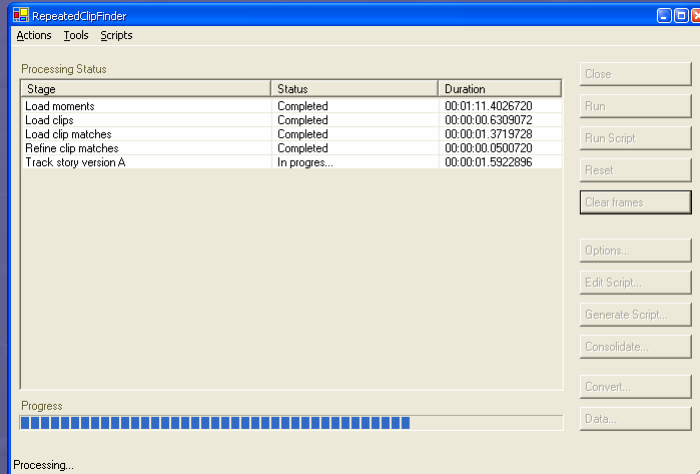 RepeatedClipFinder
Actions Tools Scripts
Processing Status
Stage Status Duration
Load moments Completed 00:01:11.4026720
Load clips Completed 00:00:00.6309072
Load clip matches Completed 00:00:01.3719728
Refine clip matches Completed 00:00:00.0500720
Track story version A In progres... 00:00:01.5922896
Close
Run
Run Script
Reset
Clear frames
Options...
Edit Script...
Generate Script...
Consolidate...
Convert...
Data...
Progress
Processing...